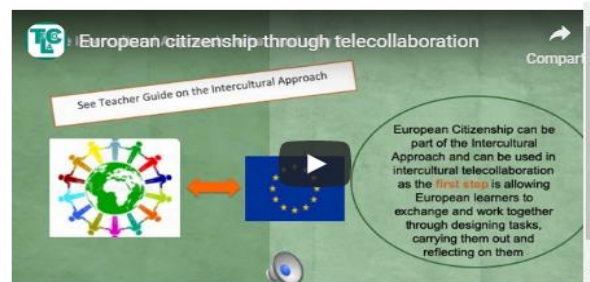 European citizenship through telecollaboration
Compart
See Teacher Guide on the Intercultural Approach
European Citizenship can be
part of the Intercultural
Approach and can be used in
intercultural telecollaboration
as the first step is allowing
European learners to
exchange and work together
through designing tasks,
carrying them out and
reflecting on them